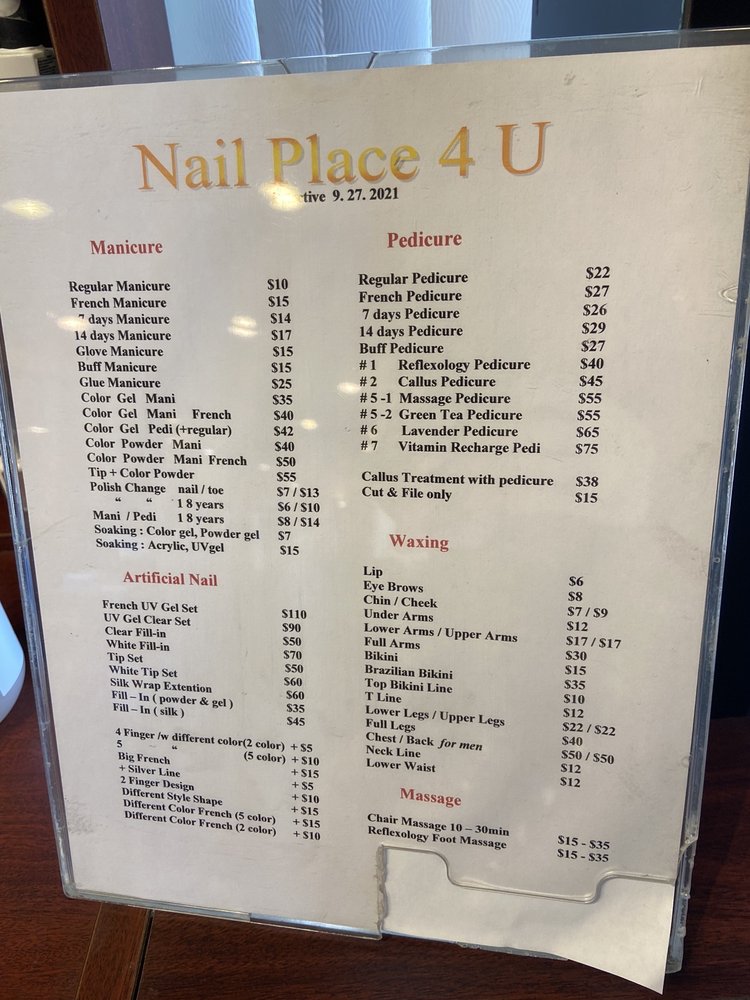 Nail Place 4 U
ctive 9. 27. 2021
Manicure
Regular Manicure $10
French Manicure $15
7 days Manicure $14
14 days Manicure $17
Glove Manicure $15
Buff Manicure $15
Glue Manicure $25
Color Gel Mani $35
Color Gel Mani French $40
Color Gel Pedi (+regular) $42
Color Powder Mani $40
Color Powder Mani French $50
Tip + Color Powder $55
Polish Change nail / toe $7 / $13
“ “ 1 8 years $6 / $10
Mani / Pedi 1 8 years $8 / $14
Soaking : Color gel, Powder gel $7
Soaking : Acrylic, UVgel $15
Artificial Nail
French UV Gel Set $110
UV Gel Clear Set $90
Clear Fill-in $50
White Fill-in $70
Tip Set $50
White Tip Set $60
Silk Wrap Extention $60
Fill – In ( powder & gel ) $35
Fill – In ( silk ) $45
4 Finger /w different color(2 color) + $5
5 “ (5 color) + $10
Big French + $15
+ Silver Line + $5
2 Finger Design + $10
Different Style Shape + $15
Different Color French (5 color) + $15
Different Color French (2 color) + $10
Pedicure
Regular Pedicure $22
French Pedicure $27
7 days Pedicure $26
14 days Pedicure $29
Buff Pedicure $27
# 1 Reflexology Pedicure $40
# 2 Callus Pedicure $45
# 5 -1 Massage Pedicure $55
# 5 -2 Green Tea Pedicure $55
# 6 Lavender Pedicure $65
# 7 Vitamin Recharge Pedi $75
Callus Treatment with pedicure $38
Cut & File only $15
Waxing
Lip $6
Eye Brows $8
Chin / Cheek $7 / $9
Under Arms $12
Lower Arms / Upper Arms $17 / $17
Full Arms $30
Bikini $15
Brazilian Bikini $35
Top Bikini Line $10
T Line $12
Lower Legs / Upper Legs $22 / $22
Full Legs $40
Chest / Back for men $50 / $50
Neck Line $12
Lower Waist $12
Massage
Chair Massage 10 – 30min $15 - $35
Reflexology Foot Massage $15 - $35